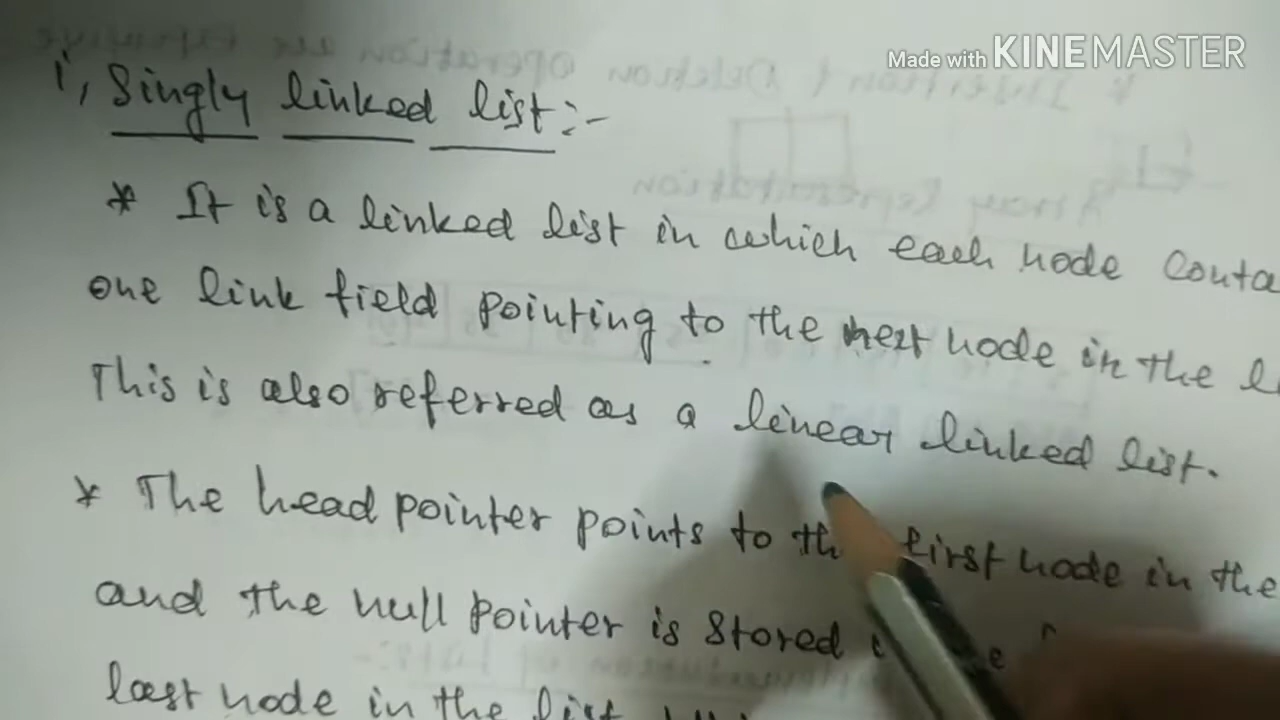 Made with KINEMASTER
i, Singly linked list:-
* It is a linked list in which each node conta
one link field pointing to the next node in the l
This is also referred as a linear linked list.
* The head pointer points to th first node in the
and the null pointer is stored
last node in the list